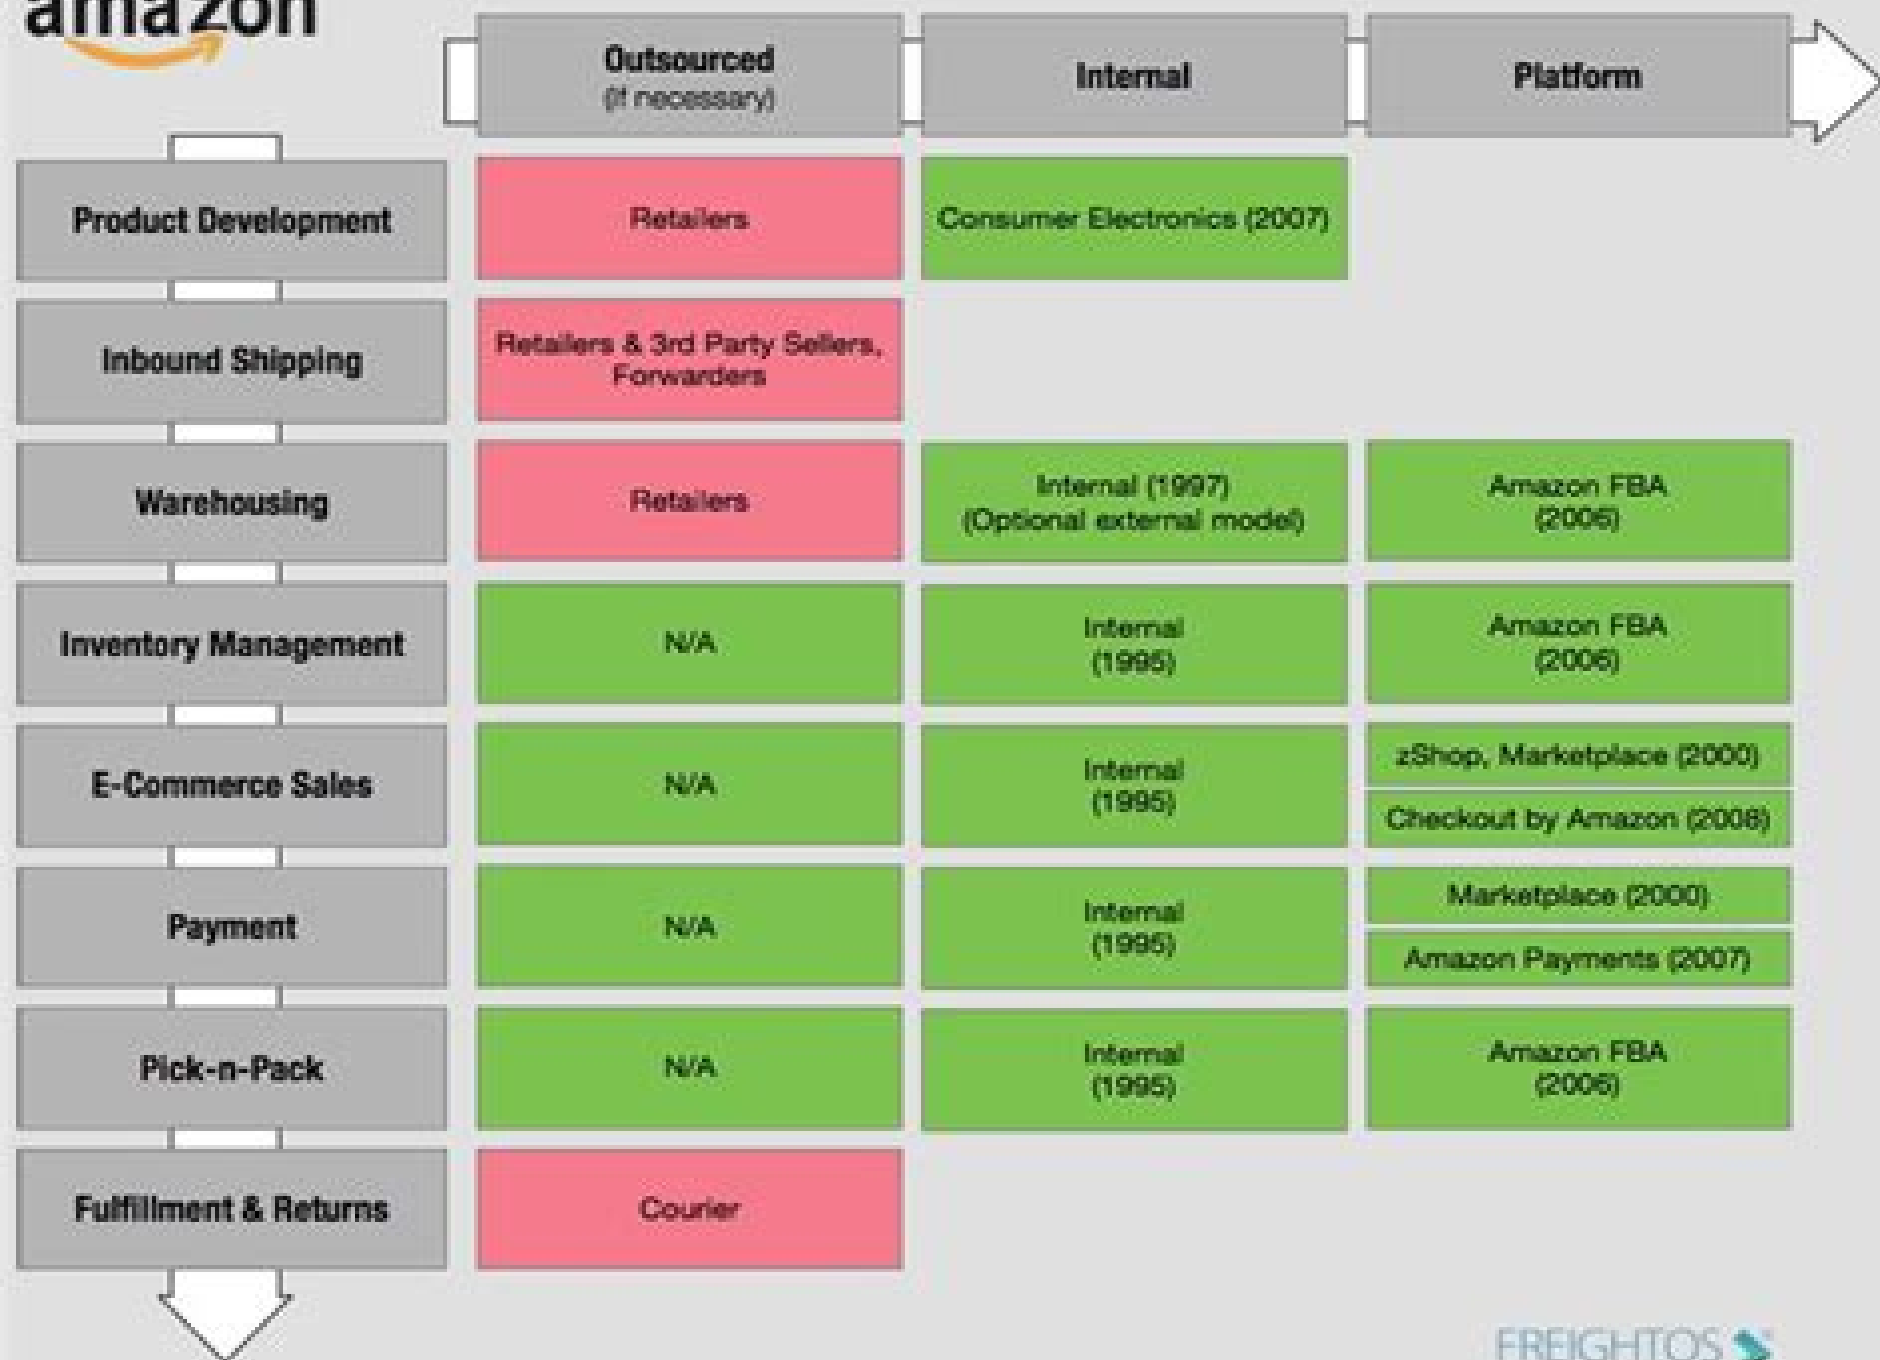 amazon
Outsourced
(if necessary)
Internal
Platform
Product Development
Retailers
Consumer Electronics (2007)
Inbound Shipping
Retailers & 3rd Party Sellers,
Forwarders
Warehousing
Retailers
Internal (1997)
(Optional external model)
Amazon FBA
(2006)
Inventory Management
N/A
Internal
(1995)
Amazon FBA
(2006)
E-Commerce Sales
N/A
Internal
(1995)
zShop, Marketplace (2000)
Checkout by Amazon (2008)
Payment
N/A
Internal
(1995)
Marketplace (2000)
Amazon Payments (2007)
Pick-n-Pack
N/A
Internal
(1995)
Amazon FBA
(2006)
Fulfillment & Returns
Courier
FREIGHTOS